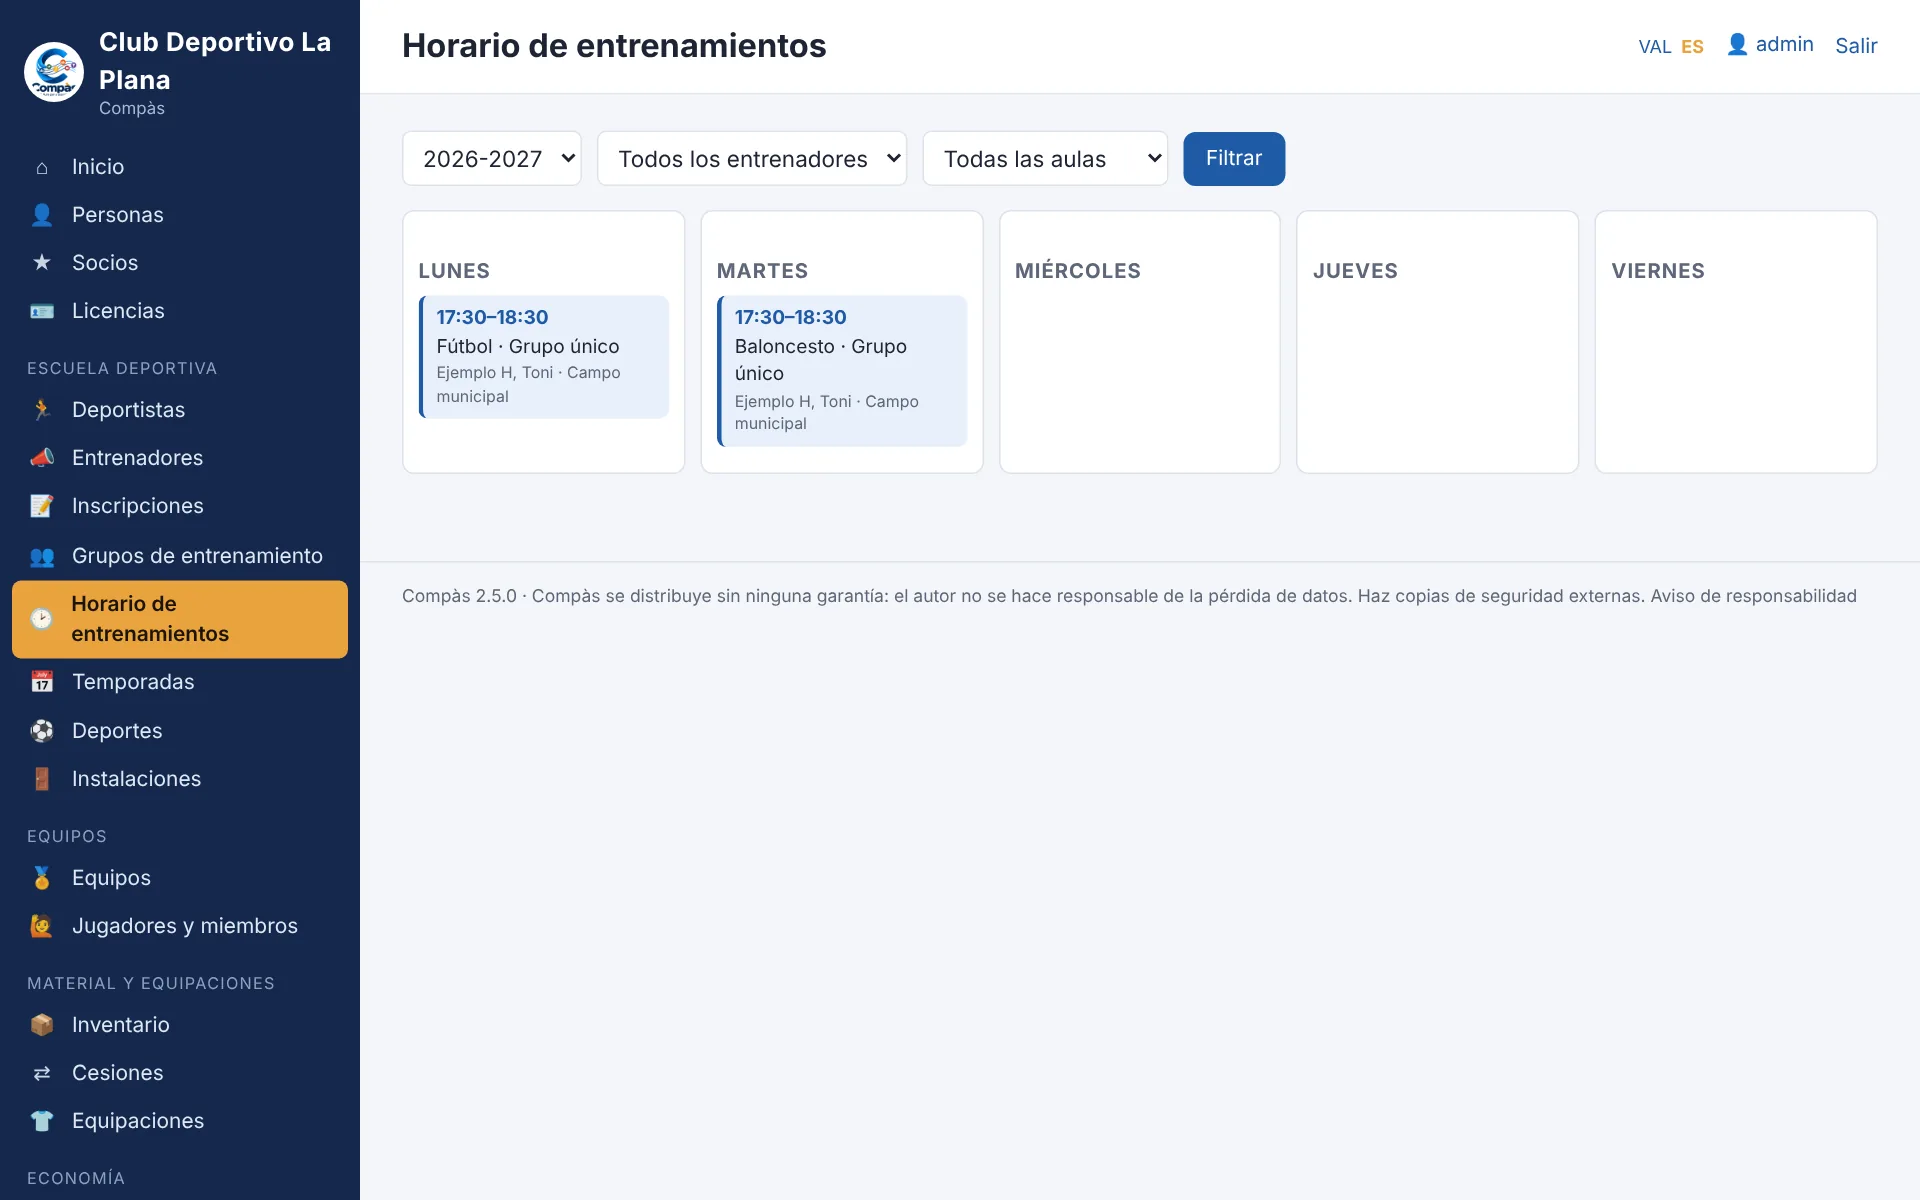 Club Deportivo La
Plana
Compàs
Inicio
Personas
Socios
Licencias
ESCUELA DEPORTIVA
Deportistas
Entrenadores
Inscripciones
Grupos de entrenamiento
Horario de
entrenamientos
Temporadas
Deportes
Instalaciones
EQUIPOS
Equipos
Jugadores y miembros
MATERIAL Y EQUIPACIONES
Inventario
Cesiones
Equipaciones
ECONOMÍA
Horario de entrenamientos
VAL ES admin Salir
2026-2027 Todos los entrenadores Todas las aulas Filtrar
LUNES
17:30–18:30
Fútbol · Grupo único
Ejemplo H, Toni · Campo
municipal
MARTES
17:30–18:30
Baloncesto · Grupo
único
Ejemplo H, Toni · Campo
municipal
MIÉRCOLES
JUEVES
VIERNES
Compàs 2.5.0 · Compàs se distribuye sin ninguna garantía: el autor no se hace responsable de la pérdida de datos. Haz copias de seguridad externas. Aviso de responsabilidad